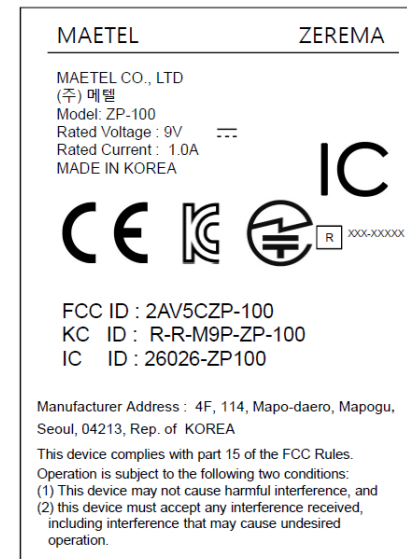 MAETEL ZEREMA
MAETEL CO., LTD
(주) 메텔
Model: ZP-100
Rated Voltage : 9V
Rated Current : 1.0A
MADE IN KOREA
IC
CE KC R XXX-XXXXX
FCC ID : 2AV5CZP-100
KC ID : R-R-M9P-ZP-100
IC ID : 26026-ZP100
Manufacturer Address : 4F, 114, Mapo-daero, Mapogu,
Seoul, 04213, Rep. of KOREA
This device complies with part 15 of the FCC Rules.
Operation is subject to the following two conditions:
(1) This device may not cause harmful interference, and
(2) this device must accept any interference received,
including interference that may cause undesired
operation.